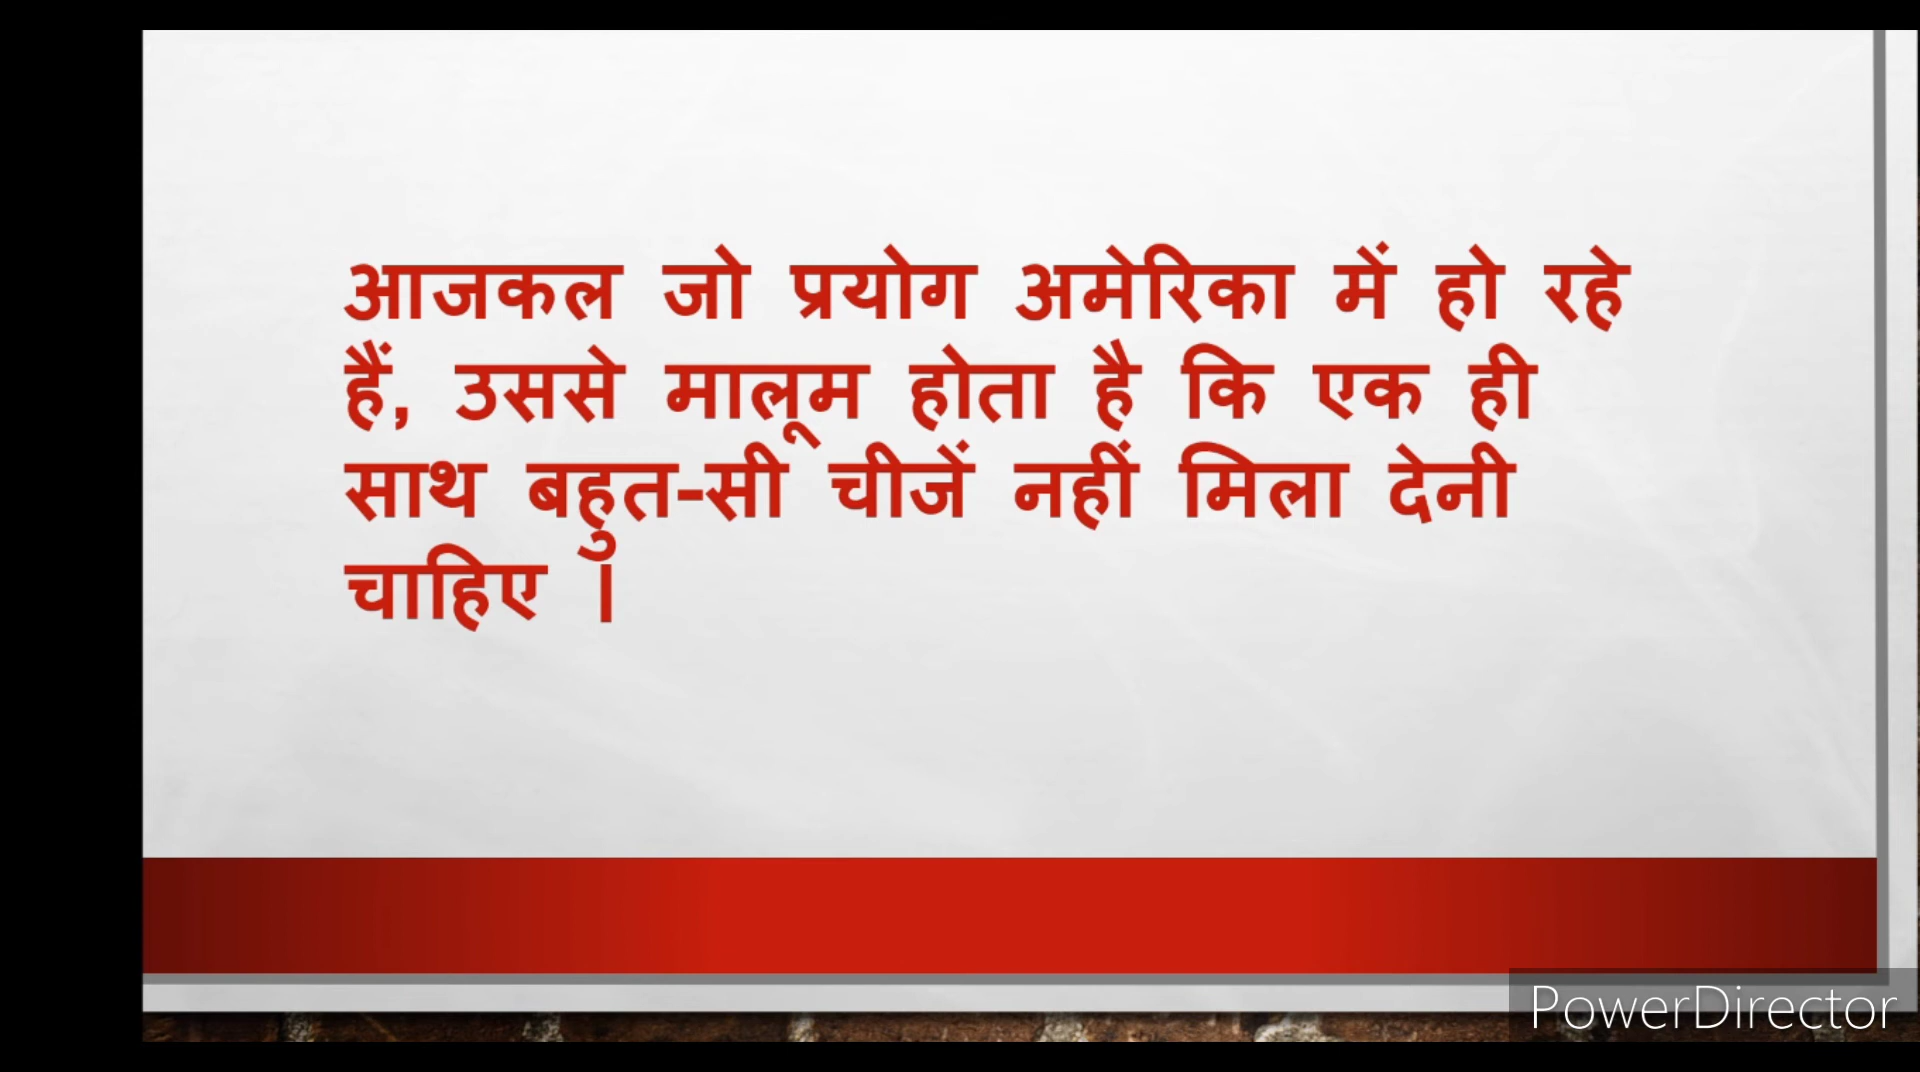 आजकल जो प्रयोग अमेरिका में हो रहे
हैं, उससे मालूम होता है कि एक ही
साथ बहुत-सी चीजें नहीं मिला देनी
चाहिए ।
PowerDirector